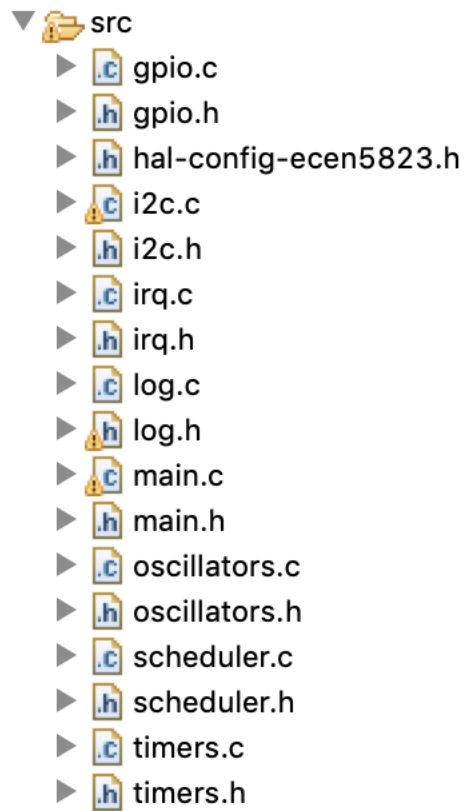 src
.c gpio.c
.h gpio.h
.h hal-config-ecen5823.h
.c i2c.c
.h i2c.h
.c irq.c
.h irq.h
.c log.c
.h log.h
.c main.c
.h main.h
.c oscillators.c
.h oscillators.h
.c scheduler.c
.h scheduler.h
.c timers.c
.h timers.h